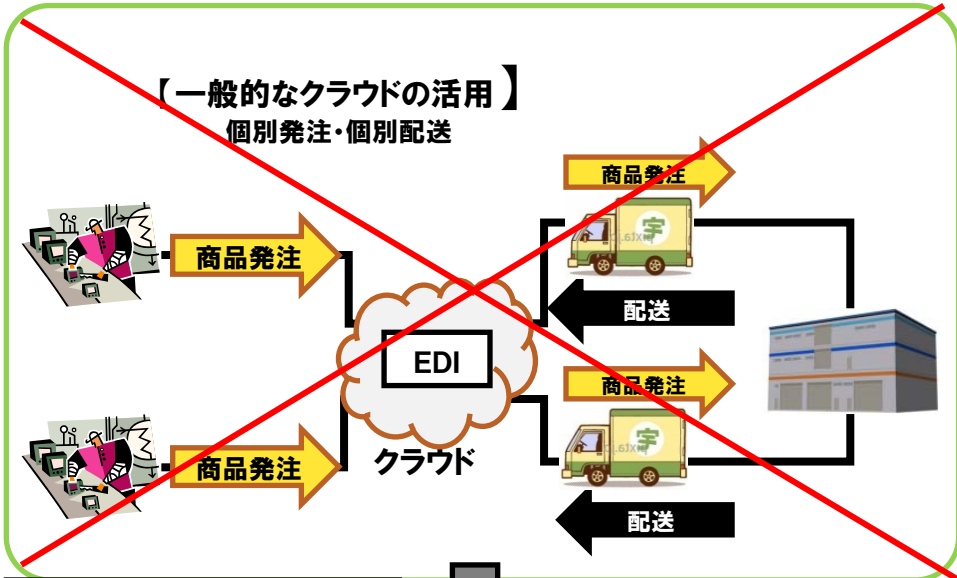 【一般的なクラウドの活用】
個別発注・個別配送
商品発注
宇
商品発注
配送
EDI
商品発注
宇
商品発注
クラウド
配送